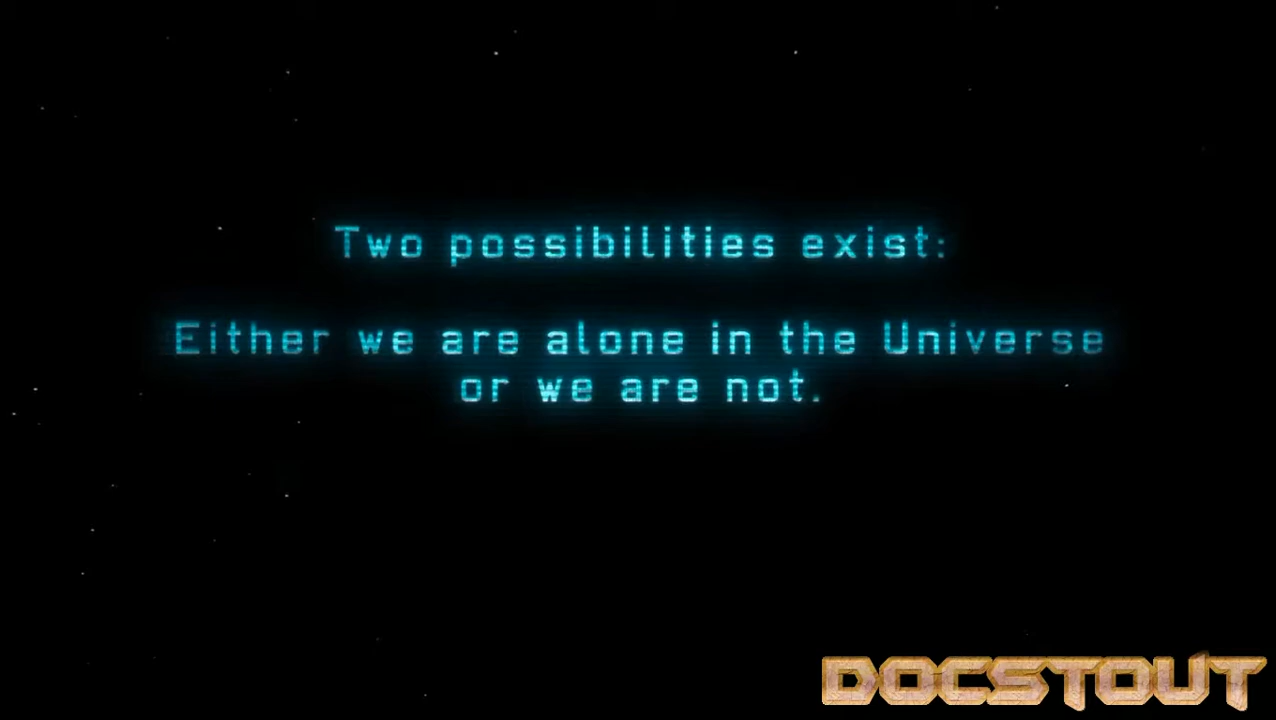 Two possibilities exist:
Either we are alone in the Universe
or we are not.
DOCSTOUT